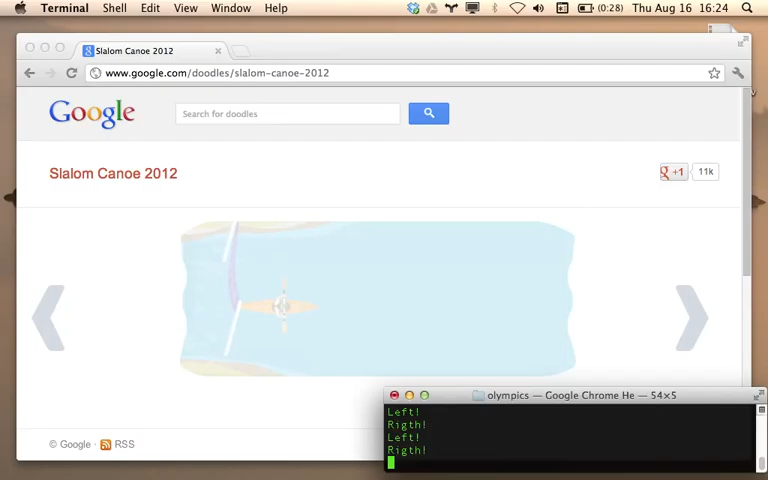 Terminal Shell Edit View Window Help (0:28) Thu Aug 16 16:24
Slalom Canoe 2012
www.google.com/doodles/slalom-canoe-2012
Google Search for doodles
Slalom Canoe 2012 +1 11k
© Google · RSS
olympics — Google Chrome He — 54×5
Left!
Rigth!
Left!
Rigth!